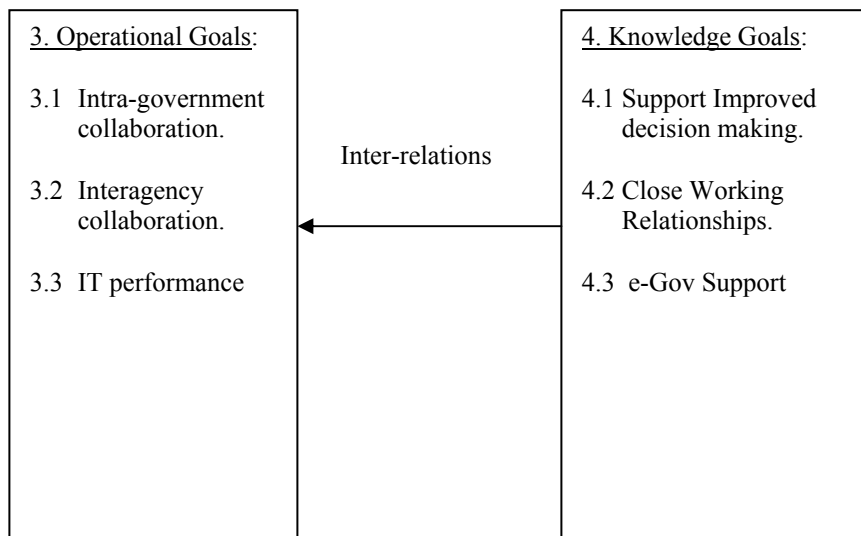 3. Operational Goals:
3.1 Intra-government
collaboration.
3.2 Interagency
collaboration.
3.3 IT performance
Inter-relations
4. Knowledge Goals:
4.1 Support Improved
decision making.
4.2 Close Working
Relationships.
4.3 e-Gov Support